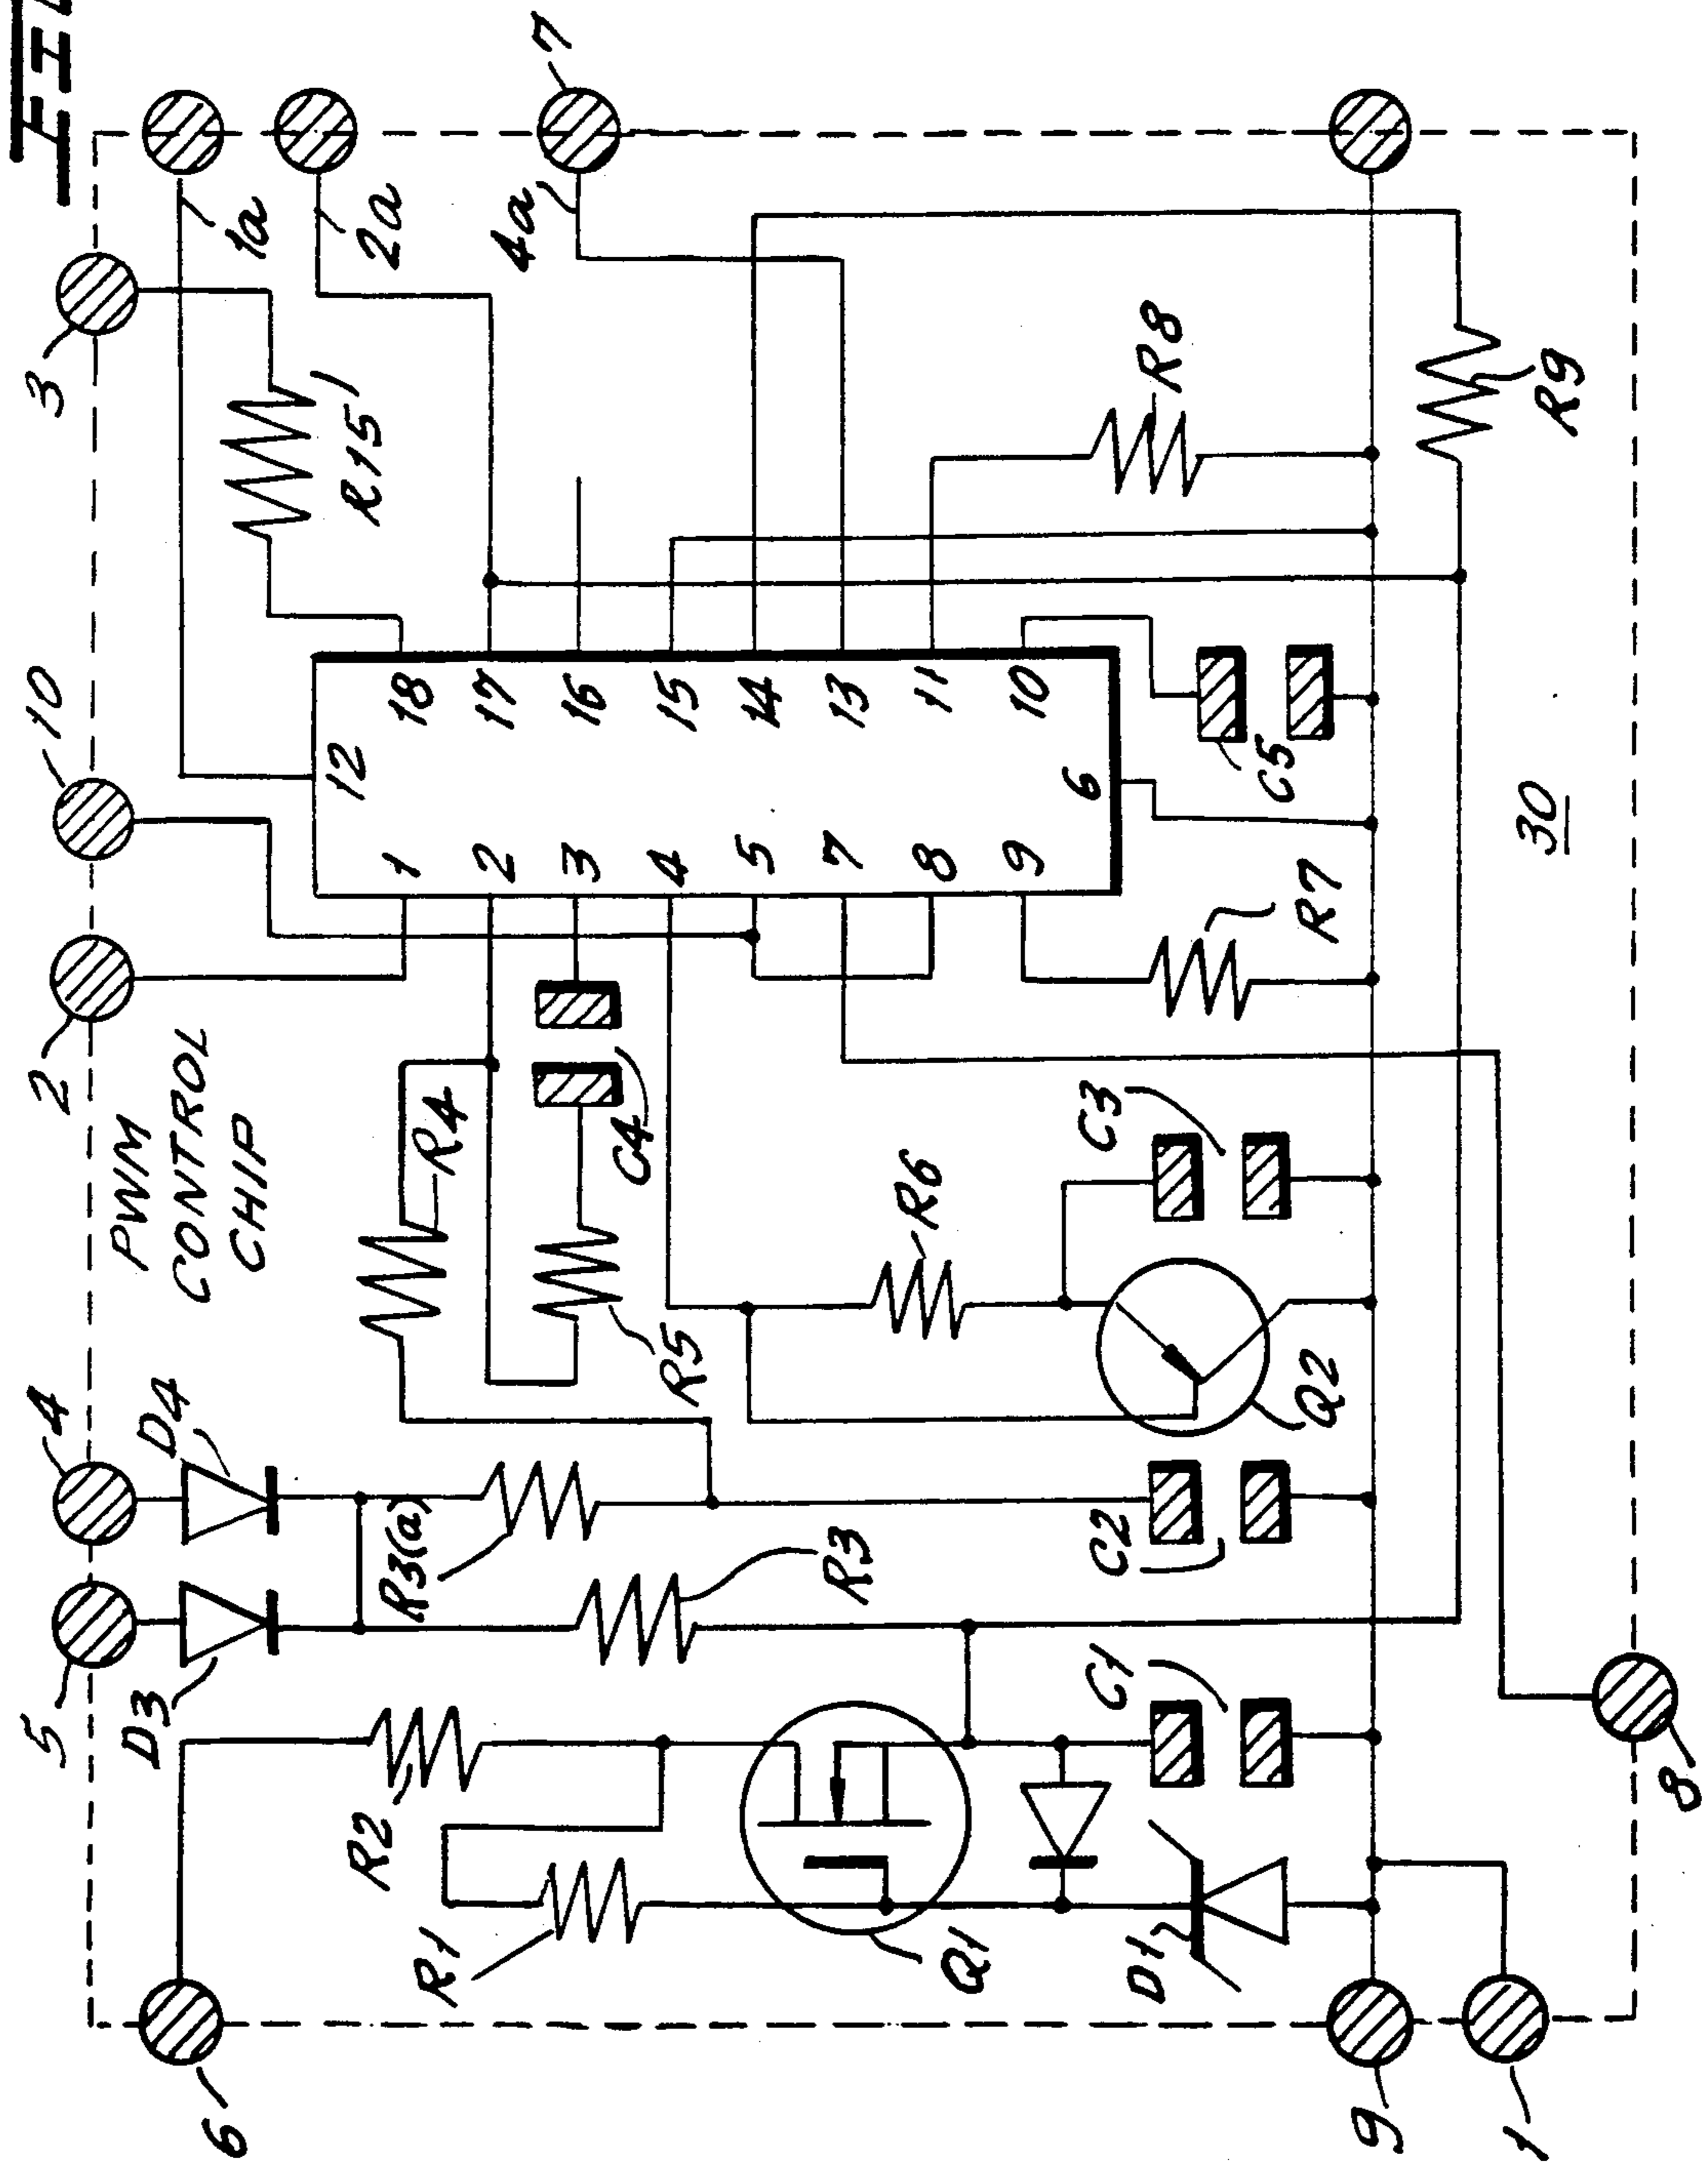 3
10
2
4
5
7
1a
2a
4a
PWM
CONTROL
CHIP
R15'
D4
D3
R4
R3(a)
R2
R1
C4
R5
R3
R6
R8
12
18
17
16
15
14
13
11
10
1
2
3
4
5
7
8
9
6
Q1
Q2
D1
C1
C2
C3
C5
R7
R9
30
6
9
1
8